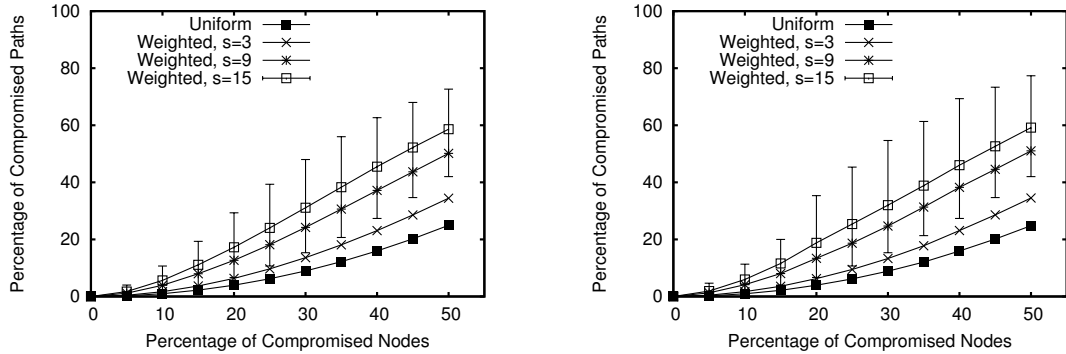 Percentage of Compromised Paths
100
80
60
40
20
0
Uniform
Weighted, s=3
Weighted, s=9
Weighted, s=15
0 10 20 30 40 50
Percentage of Compromised Nodes
Percentage of Compromised Paths
100
80
60
40
20
0
Uniform
Weighted, s=3
Weighted, s=9
Weighted, s=15
0 10 20 30 40 50
Percentage of Compromised Nodes